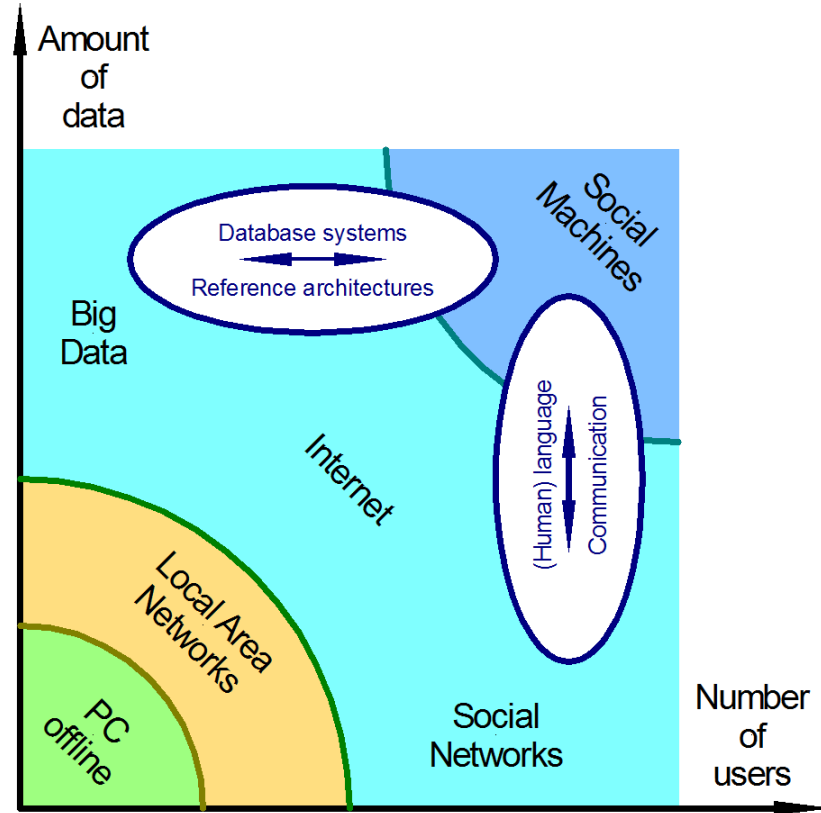 Amount
of
data
Social
Machines
Database systems
Reference architectures
Big
Data
(Human) language
Communication
Internet
Local Area
Networks
PC
offline
Social
Networks
Number
of
users